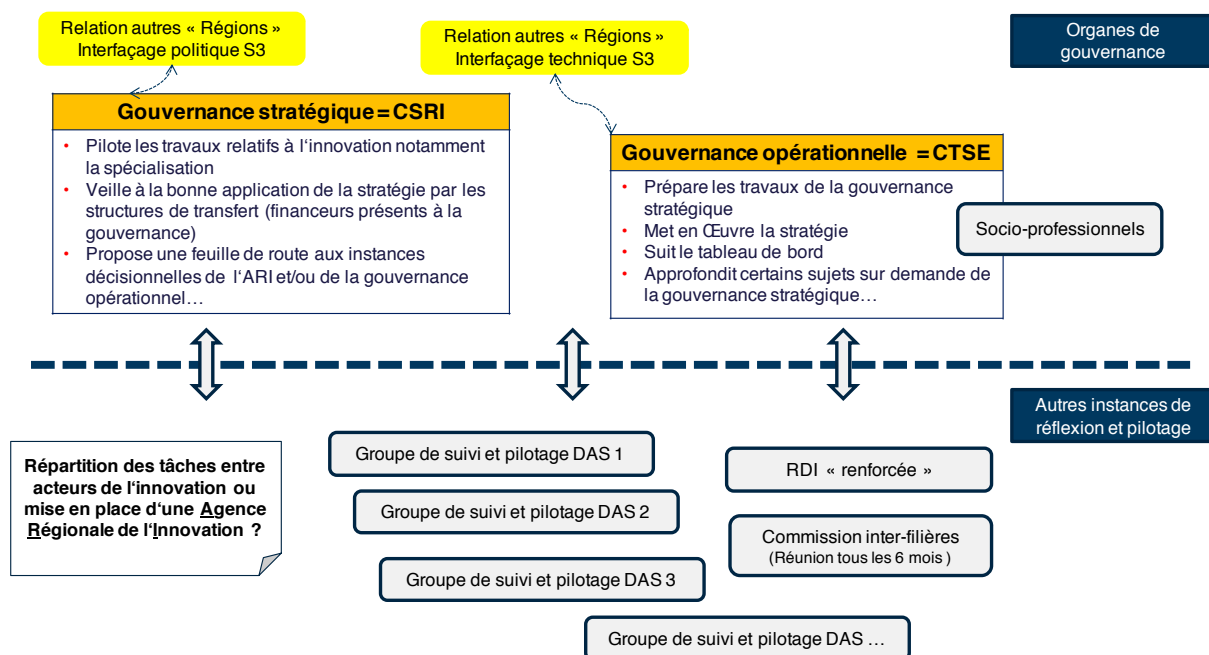 Relation autres « Régions »
Interfaçage politique S3
Relation autres « Régions »
Interfaçage technique S3
Organes de
gouvernance
Gouvernance stratégique = CSRI
• Pilote les travaux relatifs à l'innovation notamment
la spécialisation
• Veille à la bonne application de la stratégie par les
structures de transfert (financeurs présents à la
gouvernance)
• Propose une feuille de route aux instances
décisionnelles de l'ARI et/ou de la gouvernance
opérationnel…
Gouvernance opérationnelle = CTSE
• Prépare les travaux de la gouvernance
stratégique
• Met en Œuvre la stratégie
• Suit le tableau de bord
• Approfondit certains sujets sur demande de
la gouvernance stratégique…
Socio-professionnels
Autres instances de
réflexion et pilotage
Répartition des tâches entre
acteurs de l'innovation ou
mise en place d'une Agence
Régionale de l'Innovation ?
Groupe de suivi et pilotage DAS 1
Groupe de suivi et pilotage DAS 2
Groupe de suivi et pilotage DAS 3
Groupe de suivi et pilotage DAS …
RDI « renforcée »
Commission inter-filières
(Réunion tous les 6 mois )